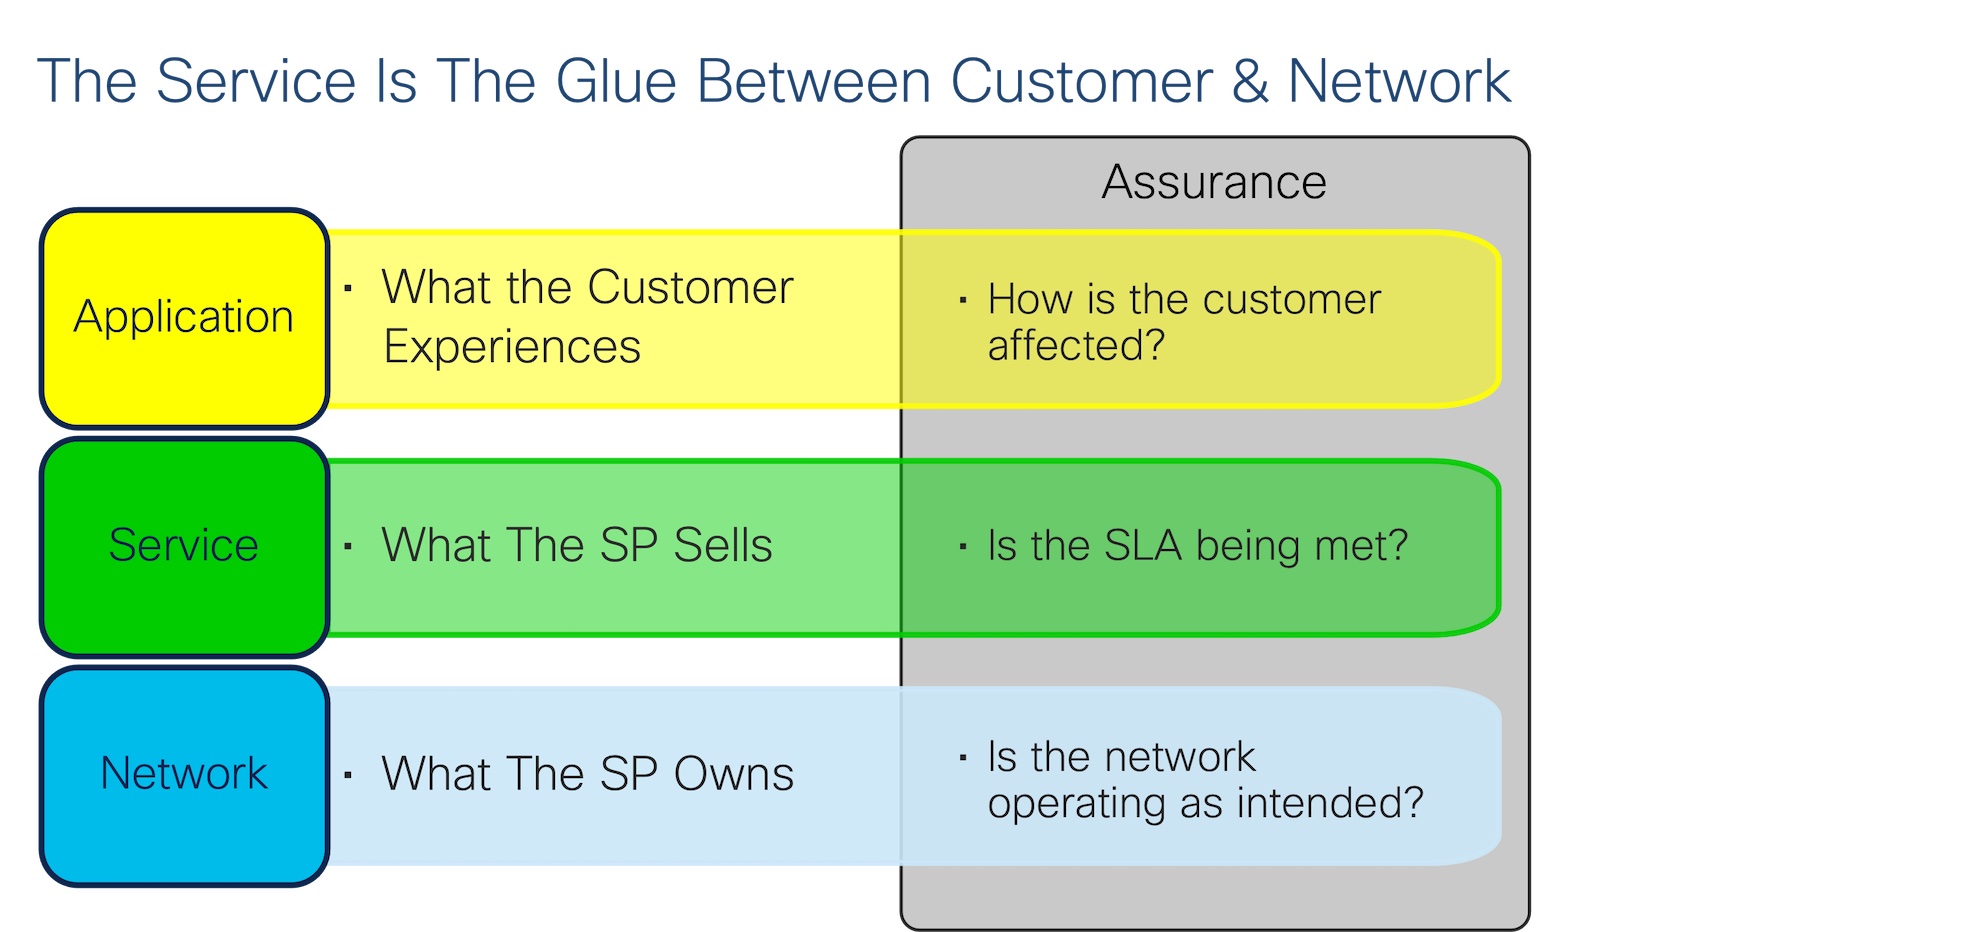 The Service Is The Glue Between Customer & Network
Assurance
Application
· What the Customer
Experiences
· How is the customer
affected?
Service
· What The SP Sells
· Is the SLA being met?
Network
· What The SP Owns
· Is the network
operating as intended?